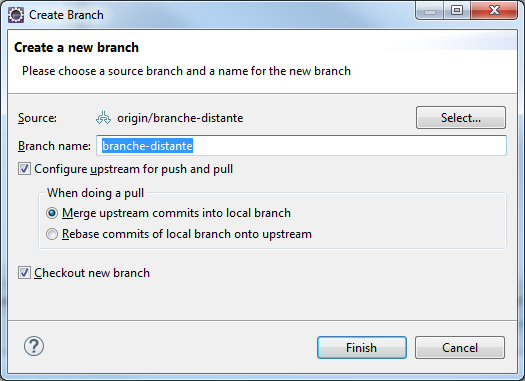 Create Branch
Create a new branch
Please choose a source branch and a name for the new branch
Source: origin/branche-distante Select...
Branch name: branche-distante
Configure upstream for push and pull
When doing a pull
Merge upstream commits into local branch
Rebase commits of local branch onto upstream
Checkout new branch
? Finish Cancel